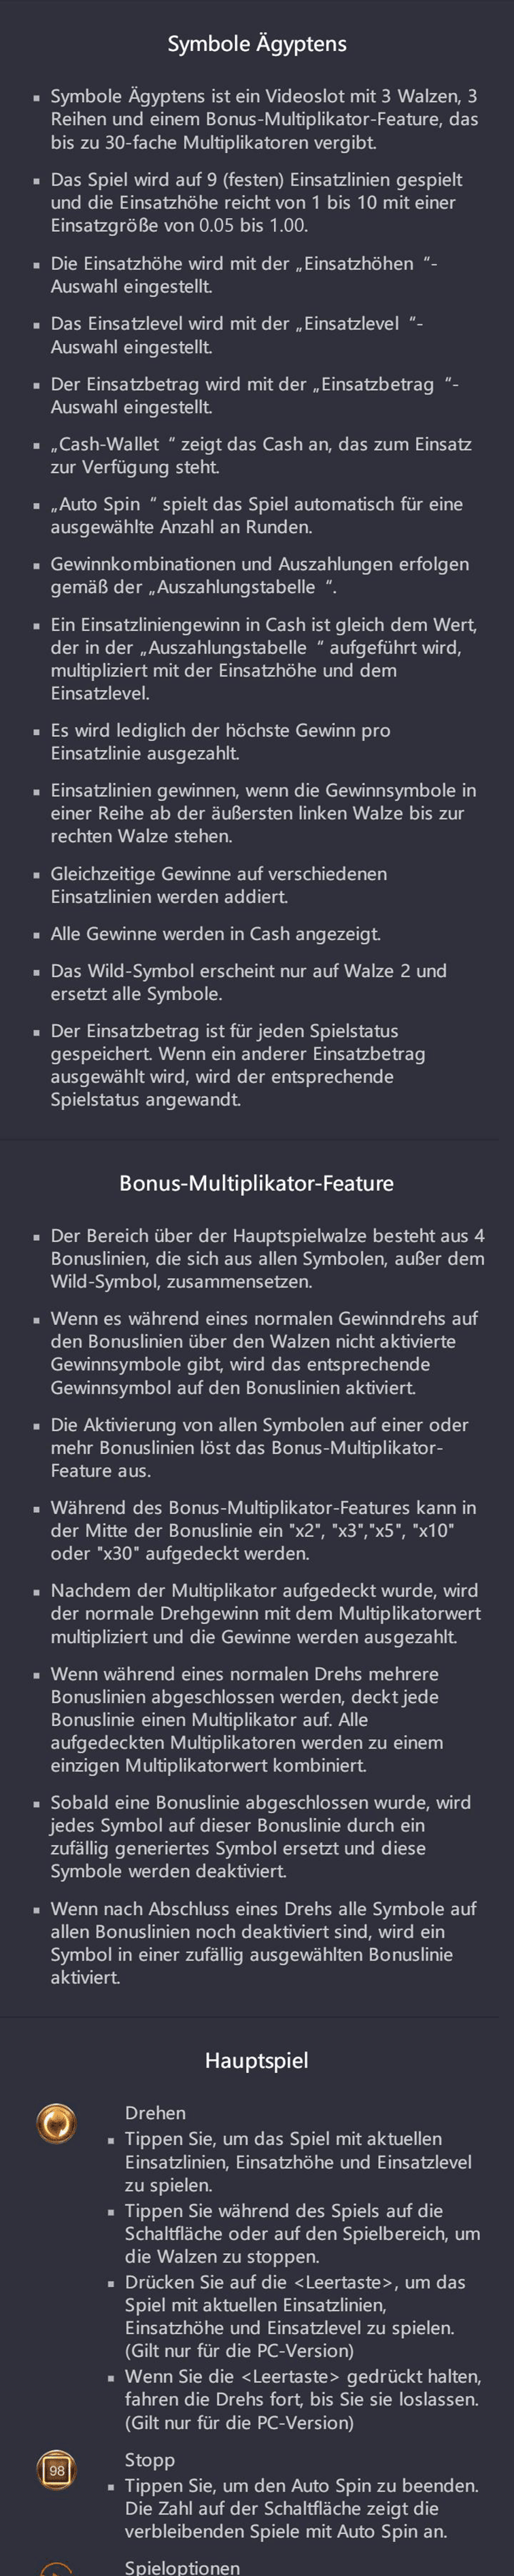 Symbole Ägyptens
▪ Symbole Ägyptens ist ein Videoslot mit 3 Walzen, 3
Reihen und einem Bonus-Multiplikator-Feature, das
bis zu 30-fache Multiplikatoren vergibt.
▪ Das Spiel wird auf 9 (festen) Einsatzlinien gespielt
und die Einsatzhöhe reicht von 1 bis 10 mit einer
Einsatzgröße von 0.05 bis 1.00.
▪ Die Einsatzhöhe wird mit der „Einsatzhöhen “-
Auswahl eingestellt.
▪ Das Einsatzlevel wird mit der „Einsatzlevel “-
Auswahl eingestellt.
▪ Der Einsatzbetrag wird mit der „Einsatzbetrag “-
Auswahl eingestellt.
▪ „Cash-Wallet “ zeigt das Cash an, das zum Einsatz
zur Verfügung steht.
▪ „Auto Spin “ spielt das Spiel automatisch für eine
ausgewählte Anzahl an Runden.
▪ Gewinnkombinationen und Auszahlungen erfolgen
gemäß der „Auszahlungstabelle “.
▪ Ein Einsatzliniengewinn in Cash ist gleich dem Wert,
der in der „Auszahlungstabelle “ aufgeführt wird,
multipliziert mit der Einsatzhöhe und dem
Einsatzlevel.
▪ Es wird lediglich der höchste Gewinn pro
Einsatzlinie ausgezahlt.
▪ Einsatzlinien gewinnen, wenn die Gewinnsymbole in
einer Reihe ab der äußersten linken Walze bis zur
rechten Walze stehen.
▪ Gleichzeitige Gewinne auf verschiedenen
Einsatzlinien werden addiert.
▪ Alle Gewinne werden in Cash angezeigt.
▪ Das Wild-Symbol erscheint nur auf Walze 2 und
ersetzt alle Symbole.
▪ Der Einsatzbetrag ist für jeden Spielstatus
gespeichert. Wenn ein anderer Einsatzbetrag
ausgewählt wird, wird der entsprechende
Spielstatus angewandt.
Bonus-Multiplikator-Feature
▪ Der Bereich über der Hauptspielwalze besteht aus 4
Bonuslinien, die sich aus allen Symbolen, außer dem
Wild-Symbol, zusammensetzen.
▪ Wenn es während eines normalen Gewinndrehs auf
den Bonuslinien über den Walzen nicht aktivierte
Gewinnsymbole gibt, wird das entsprechende
Gewinnsymbol auf den Bonuslinien aktiviert.
▪ Die Aktivierung von allen Symbolen auf einer oder
mehr Bonuslinien löst das Bonus-Multiplikator-
Feature aus.
▪ Während des Bonus-Multiplikator-Features kann in
der Mitte der Bonuslinie ein "x2", "x3","x5", "x10"
oder "x30" aufgedeckt werden.
▪ Nachdem der Multiplikator aufgedeckt wurde, wird
der normale Drehgewinn mit dem Multiplikatorwert
multipliziert und die Gewinne werden ausgezahlt.
▪ Wenn während eines normalen Drehs mehrere
Bonuslinien abgeschlossen werden, deckt jede
Bonuslinie einen Multiplikator auf. Alle
aufgedeckten Multiplikatoren werden zu einem
einzigen Multiplikatorwert kombiniert.
▪ Sobald eine Bonuslinie abgeschlossen wurde, wird
jedes Symbol auf dieser Bonuslinie durch ein
zufällig generiertes Symbol ersetzt und diese
Symbole werden deaktiviert.
▪ Wenn nach Abschluss eines Drehs alle Symbole auf
allen Bonuslinien noch deaktiviert sind, wird ein
Symbol in einer zufällig ausgewählten Bonuslinie
aktiviert.
Hauptspiel
Drehen
▪ Tippen Sie, um das Spiel mit aktuellen
Einsatzlinien, Einsatzhöhe und Einsatzlevel
zu spielen.
▪ Tippen Sie während des Spiels auf die
Schaltfläche oder auf den Spielbereich, um
die Walzen zu stoppen.
▪ Drücken Sie auf die <Leertaste>, um das
Spiel mit aktuellen Einsatzlinien,
Einsatzhöhe und Einsatzlevel zu spielen.
(Gilt nur für die PC-Version)
▪ Wenn Sie die <Leertaste> gedrückt halten,
fahren die Drehs fort, bis Sie sie loslassen.
(Gilt nur für die PC-Version)
98
Stopp
▪ Tippen Sie, um den Auto Spin zu beenden.
Die Zahl auf der Schaltfläche zeigt die
verbleibenden Spiele mit Auto Spin an.
Spieloptionen